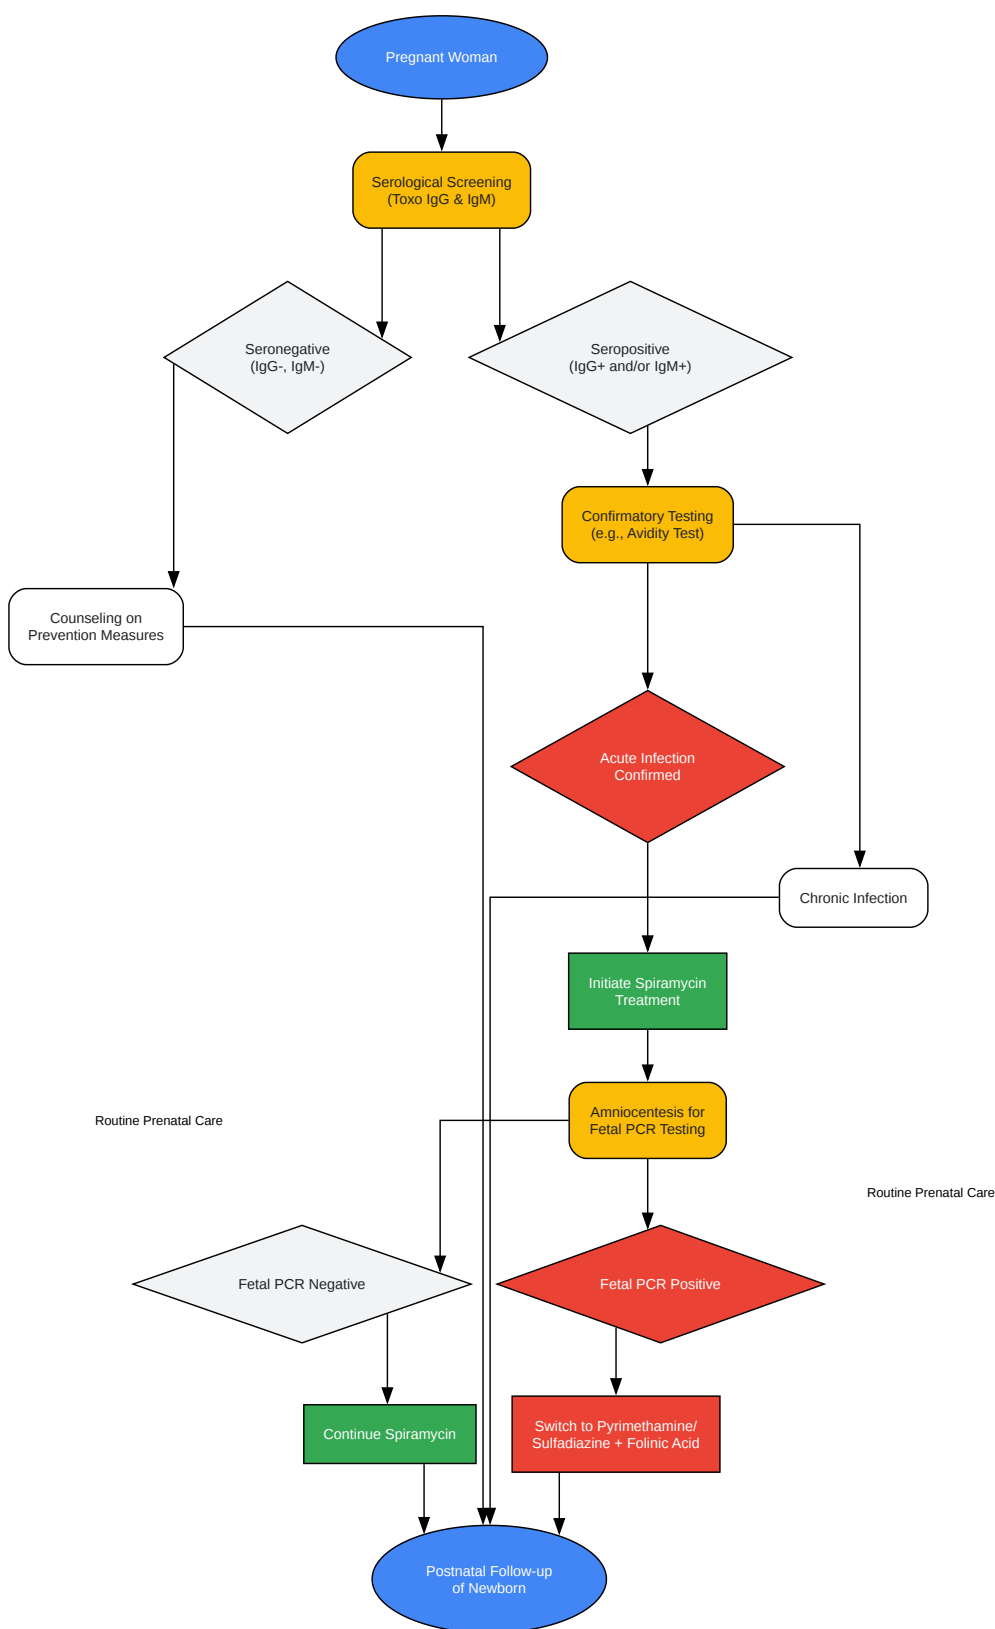 Pregnant Woman
Serological Screening
(Toxo IgG & IgM)
Seronegative
(IgG-, IgM-)
Seropositive
(IgG+ and/or IgM+)
Confirmatory Testing
(e.g., Avidity Test)
Counseling on
Prevention Measures
Acute Infection
Confirmed
Chronic Infection
Initiate Spiramycin
Treatment
Amniocentesis for
Fetal PCR Testing
Routine Prenatal Care
Routine Prenatal Care
Fetal PCR Negative
Fetal PCR Positive
Continue Spiramycin
Switch to Pyrimethamine/
Sulfadiazine + Folinic Acid
Postnatal Follow-up
of Newborn